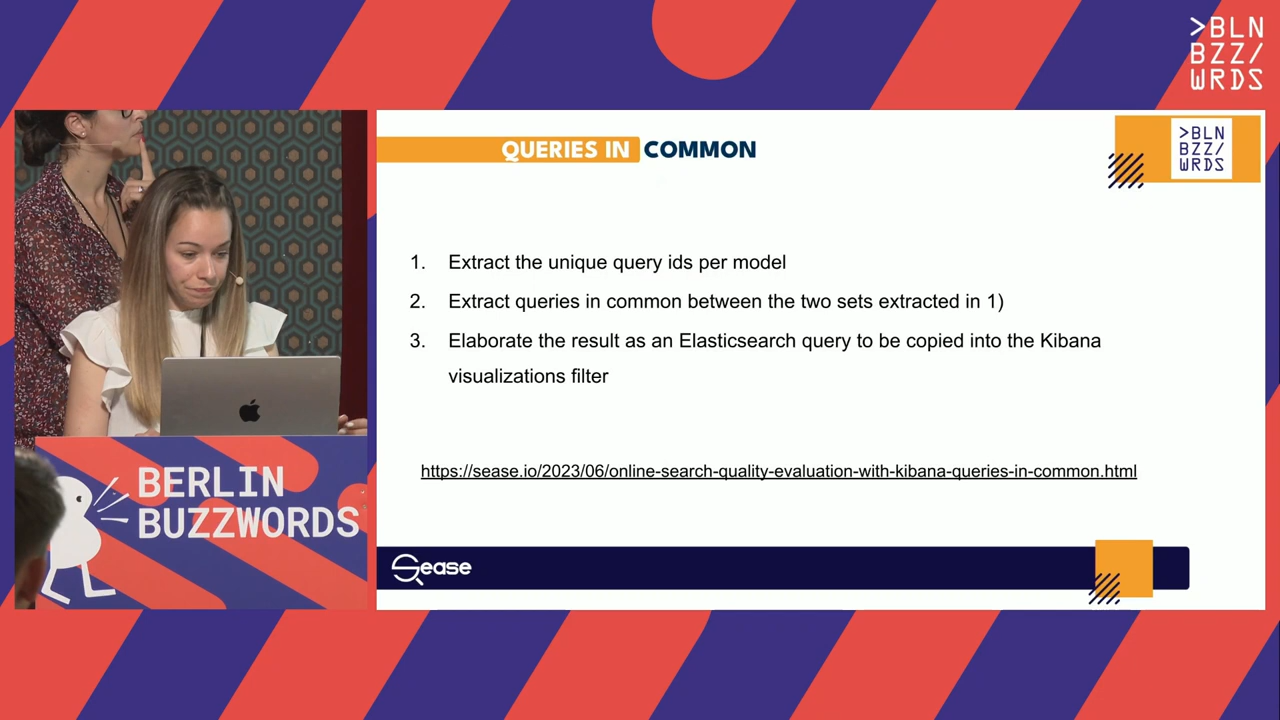 >BLN
BZZ/
WRDS
QUERIES IN COMMON
>BLN
BZZ/
WRDS
1. Extract the unique query ids per model
2. Extract queries in common between the two sets extracted in 1)
3. Elaborate the result as an Elasticsearch query to be copied into the Kibana
visualizations filter
https://sease.io/2023/06/online-search-quality-evaluation-with-kibana-queries-in-common.html
Sease
BERLIN
BUZZWORDS